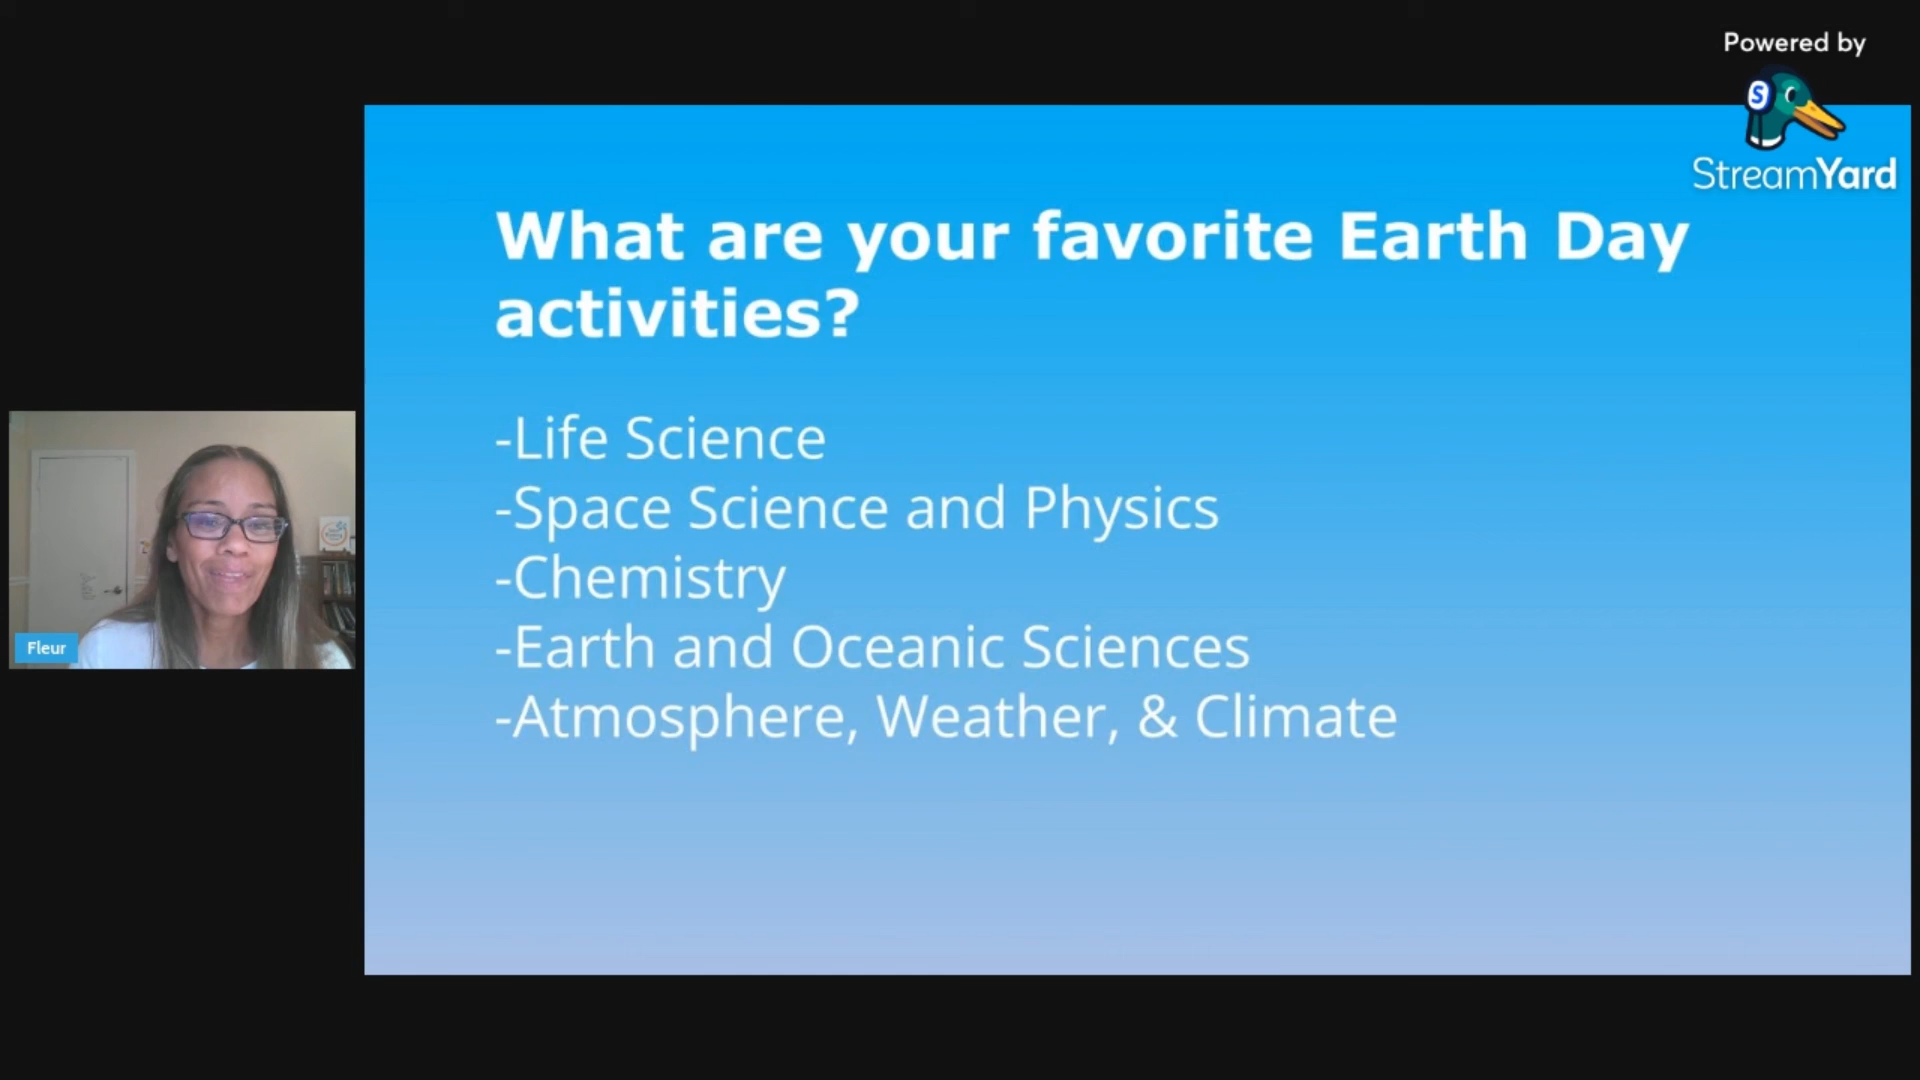 Powered by
S
StreamYard
What are your favorite Earth Day
activities?
-Life Science
-Space Science and Physics
-Chemistry
-Earth and Oceanic Sciences
-Atmosphere, Weather, & Climate
Fleur